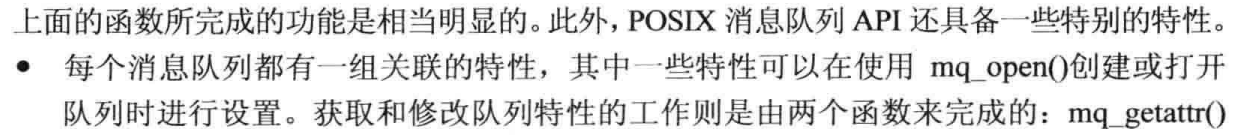 上面的函数所完成的功能是相当明显的。此外，POSIX 消息队列 API 还具备一些特别的特性。
● 每个消息队列都有一组关联的特性，其中一些特性可以在使用 mq_open()创建或打开
队列时进行设置。获取和修改队列特性的工作则是由两个函数来完成的：mq_getattr()